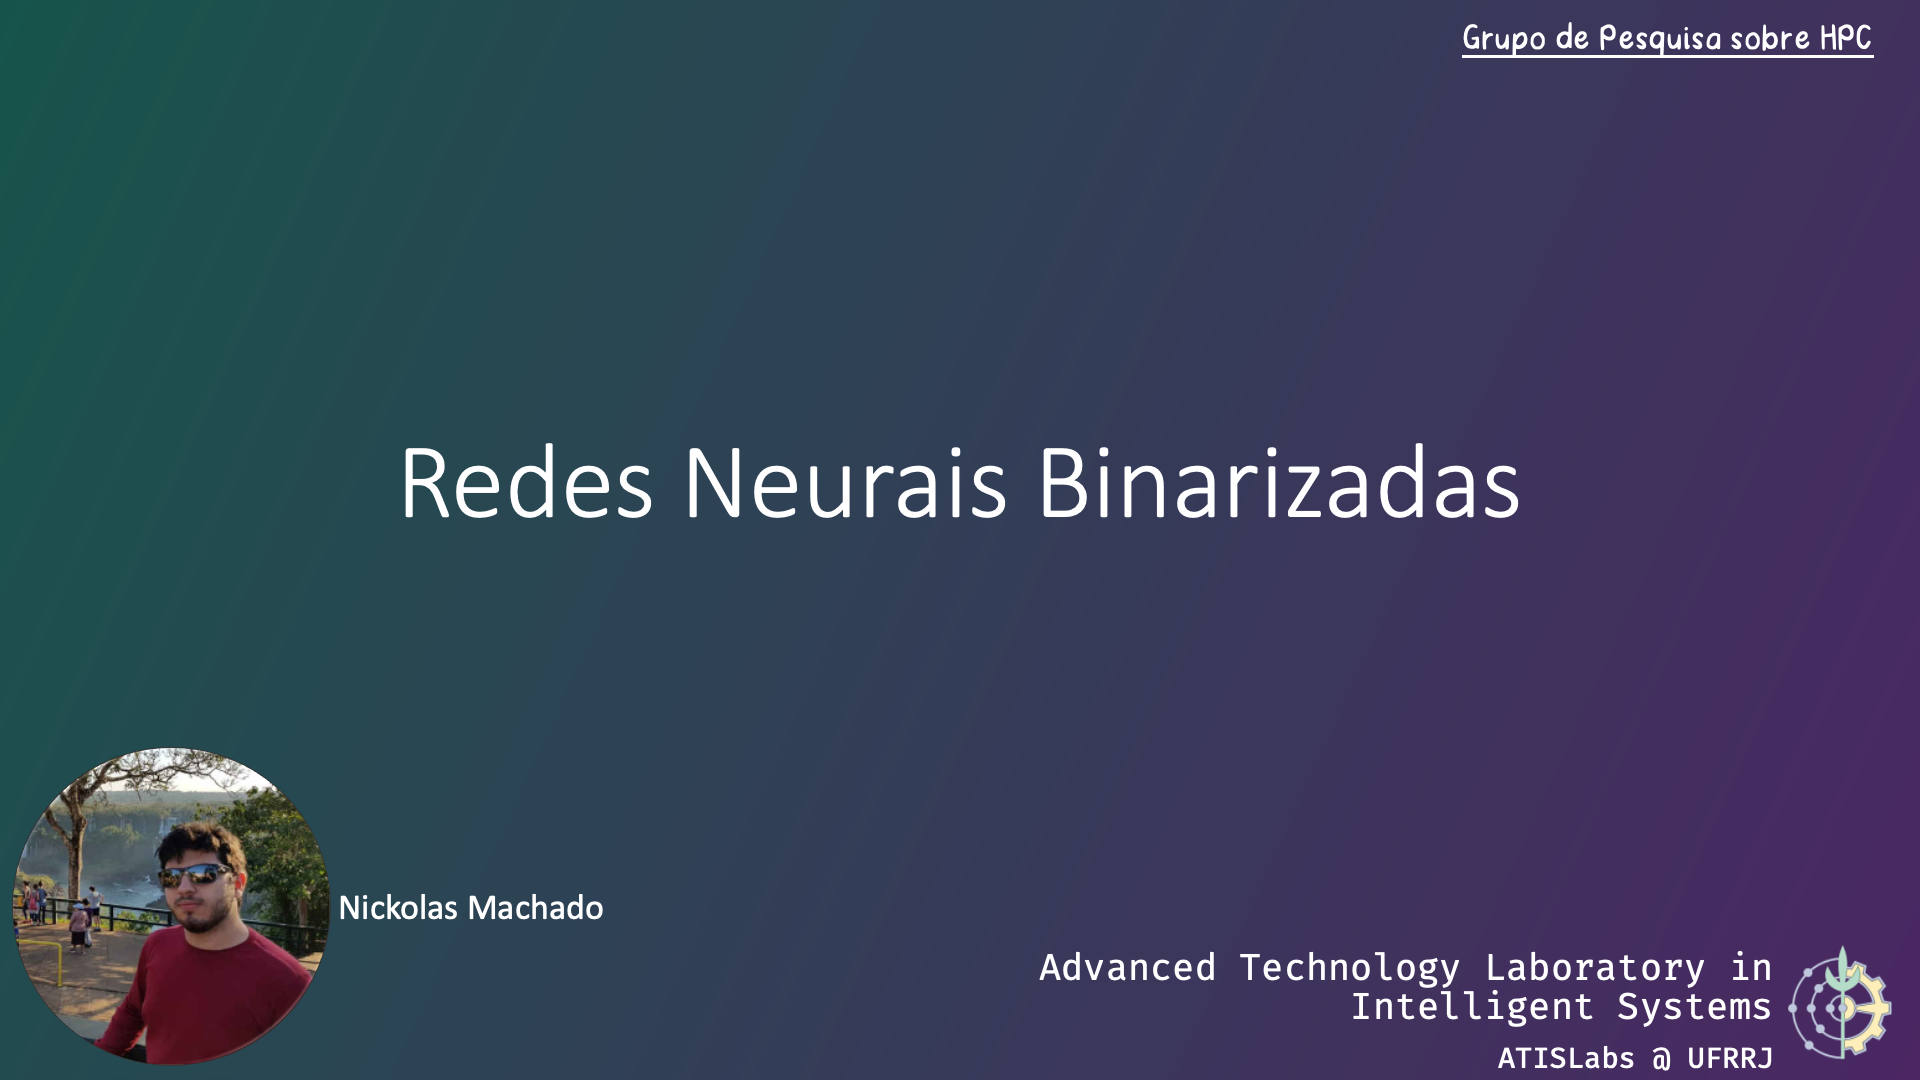 Grupo de Pesquisa sobre HPC
Redes Neurais Binarizadas
Nickolas Machado
Advanced Technology Laboratory in
Intelligent Systems
ATISLabs @ UFRRJ